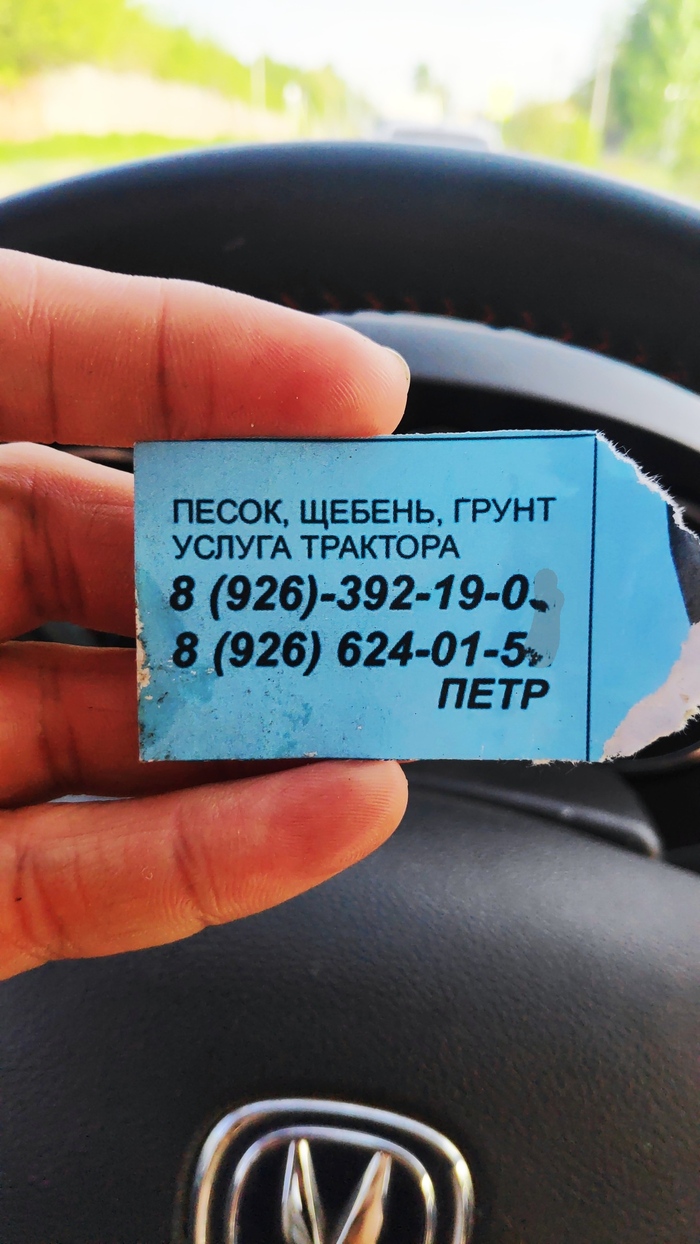 ПЕСОК, ЩЕБЕНЬ, ГРУНТ
УСЛУГА ТРАКТОРА
8 (926)-392-19-0
8 (926) 624-01-5
ПЕТР